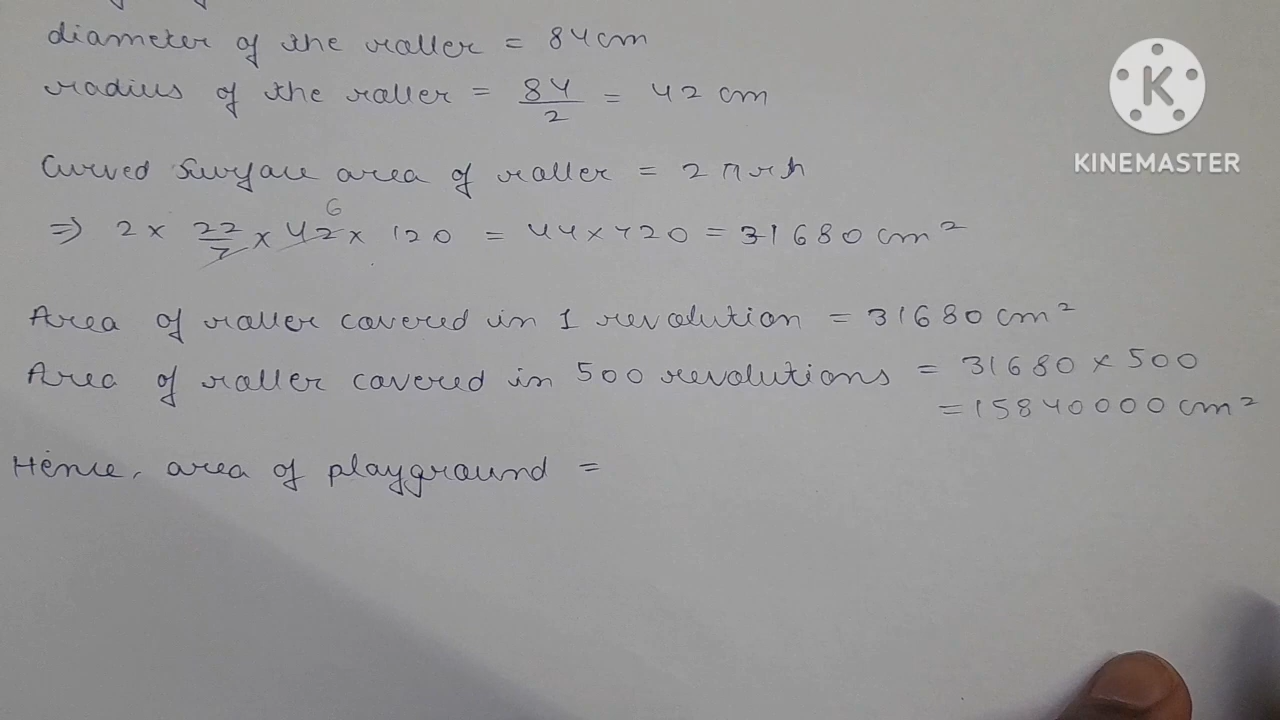 diameter of the roller = 84 cm
radius of the roller = 84/2 = 42 cm
K
KINEMASTER
Curved Surface area of roller = 2πrh
6
⇒ 2 × 22/7 × 42 × 120 = 44 × 720 = 31680 cm²
Area of roller covered in 1 revolution = 31680 cm²
Area of roller covered in 500 revolutions = 31680 × 500
= 15840000 cm²
Hence, area of playground =